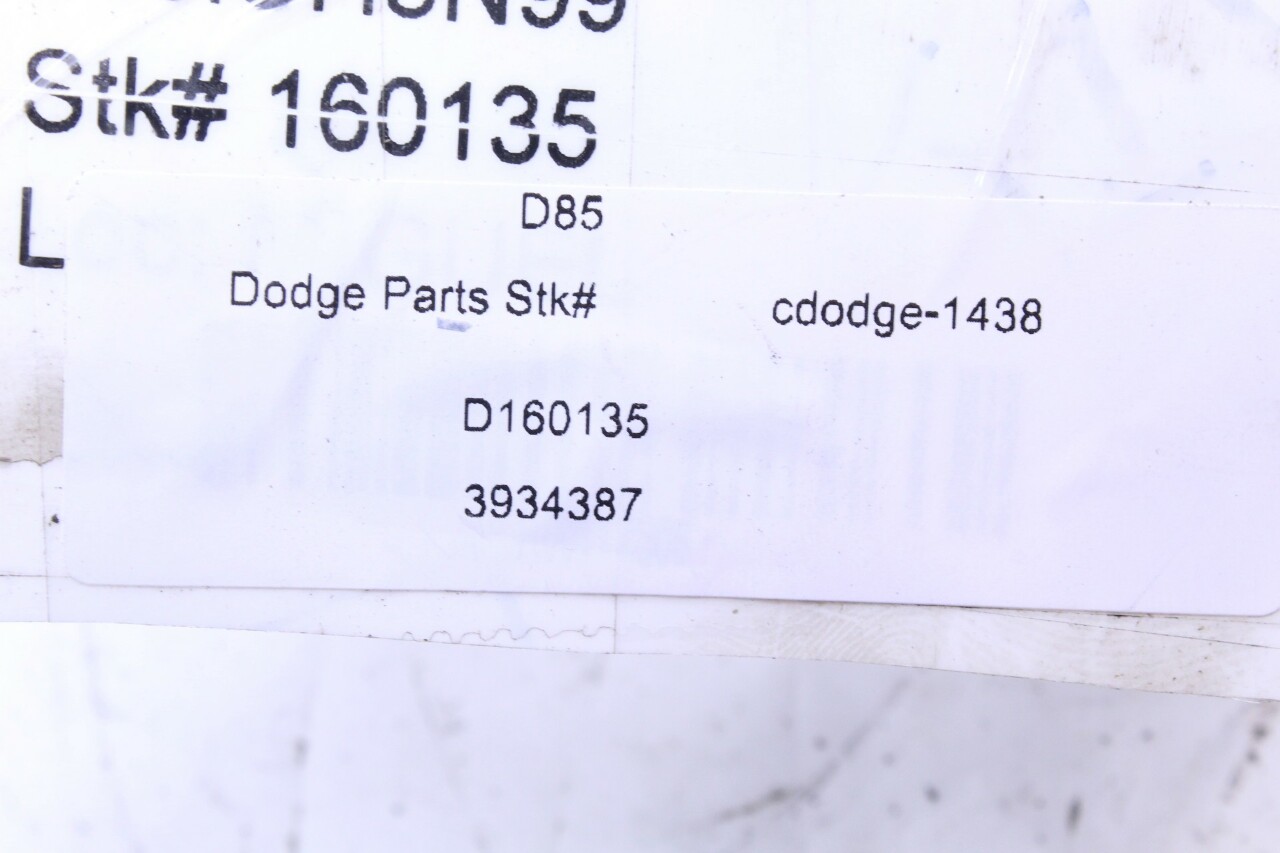 Stk# 160135
L
D85
Dodge Parts Stk# cdodge-1438
D160135
3934387